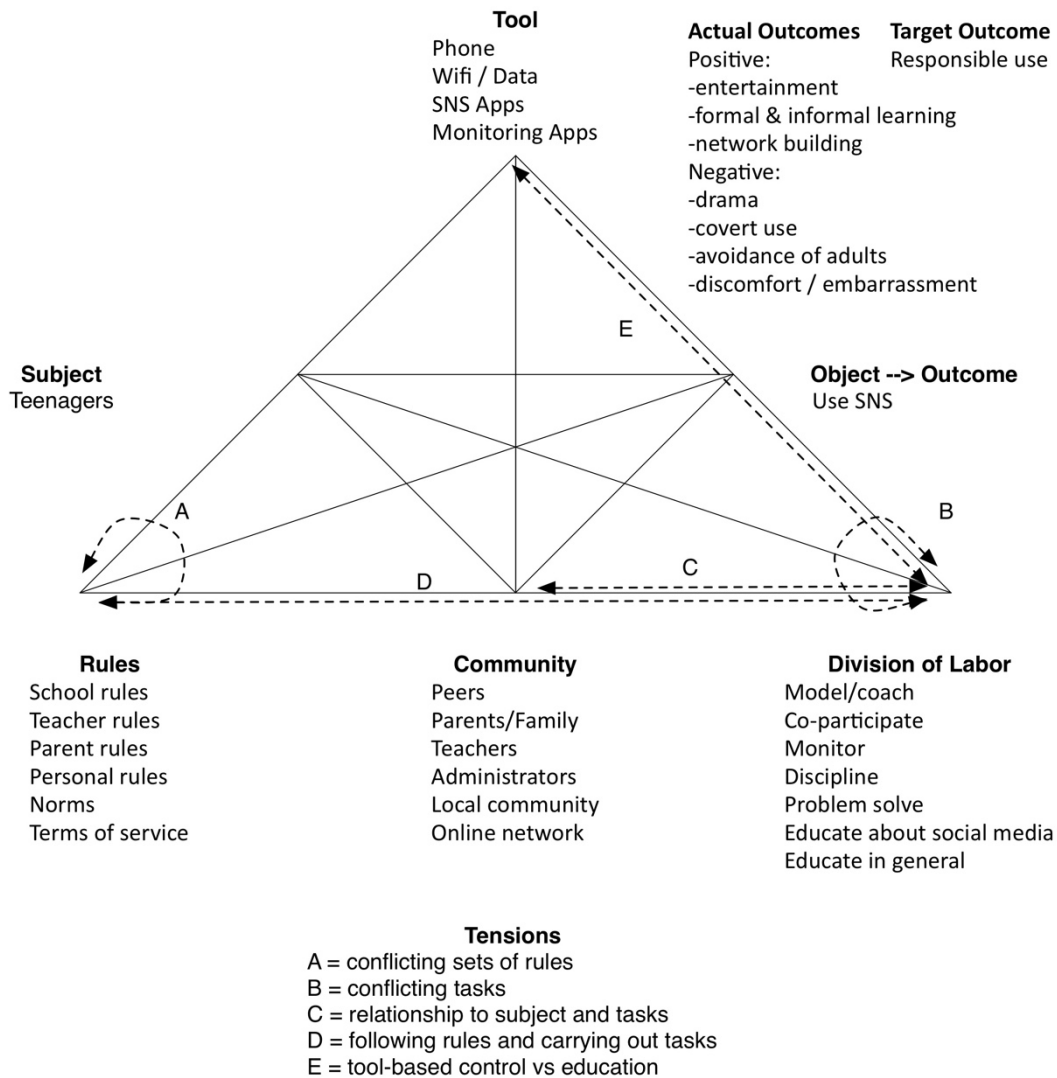 Tool
Phone
Wifi / Data
SNS Apps
Monitoring Apps
Actual Outcomes
Positive:
-entertainment
-formal & informal learning
-network building
Negative:
-drama
-covert use
-avoidance of adults
-discomfort / embarrassment
Target Outcome
Responsible use
E
Subject
Teenagers
Object --> Outcome
Use SNS
A
B
C
D
Rules
School rules
Teacher rules
Parent rules
Personal rules
Norms
Terms of service
Community
Peers
Parents/Family
Teachers
Administrators
Local community
Online network
Division of Labor
Model/coach
Co-participate
Monitor
Discipline
Problem solve
Educate about social media
Educate in general
Tensions
A = conflicting sets of rules
B = conflicting tasks
C = relationship to subject and tasks
D = following rules and carrying out tasks
E = tool-based control vs education